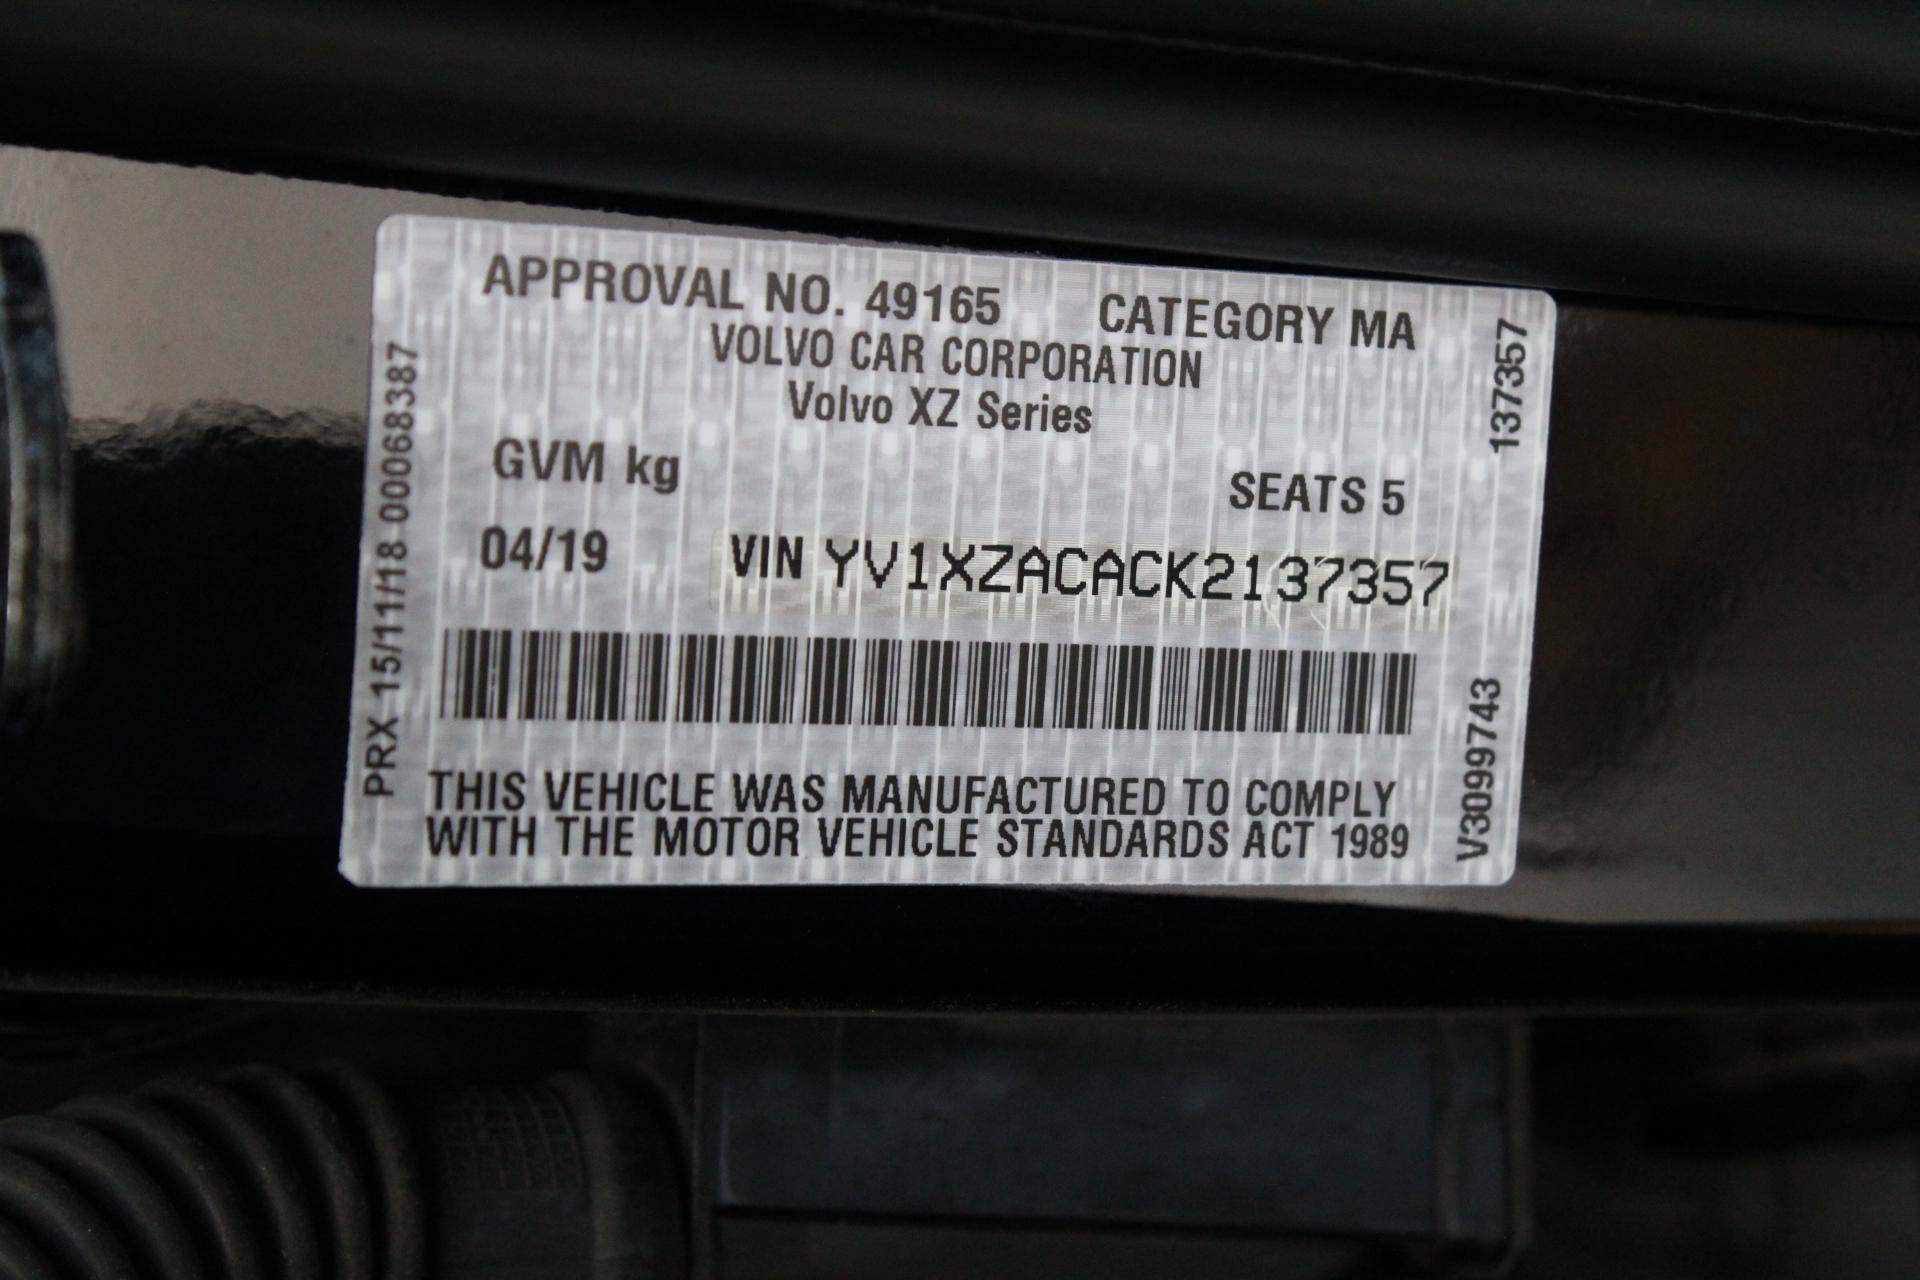 APPROVAL NO. 49165 CATEGORY MA
VOLVO CAR CORPORATION
Volvo XZ Series
GVM kg
SEATS 5
04/19 VIN YV1XZACACK2137357
THIS VEHICLE WAS MANUFACTURED TO COMPLY
WITH THE MOTOR VEHICLE STANDARDS ACT 1989
PRX 15/11/18 00068387
137357
V3099743